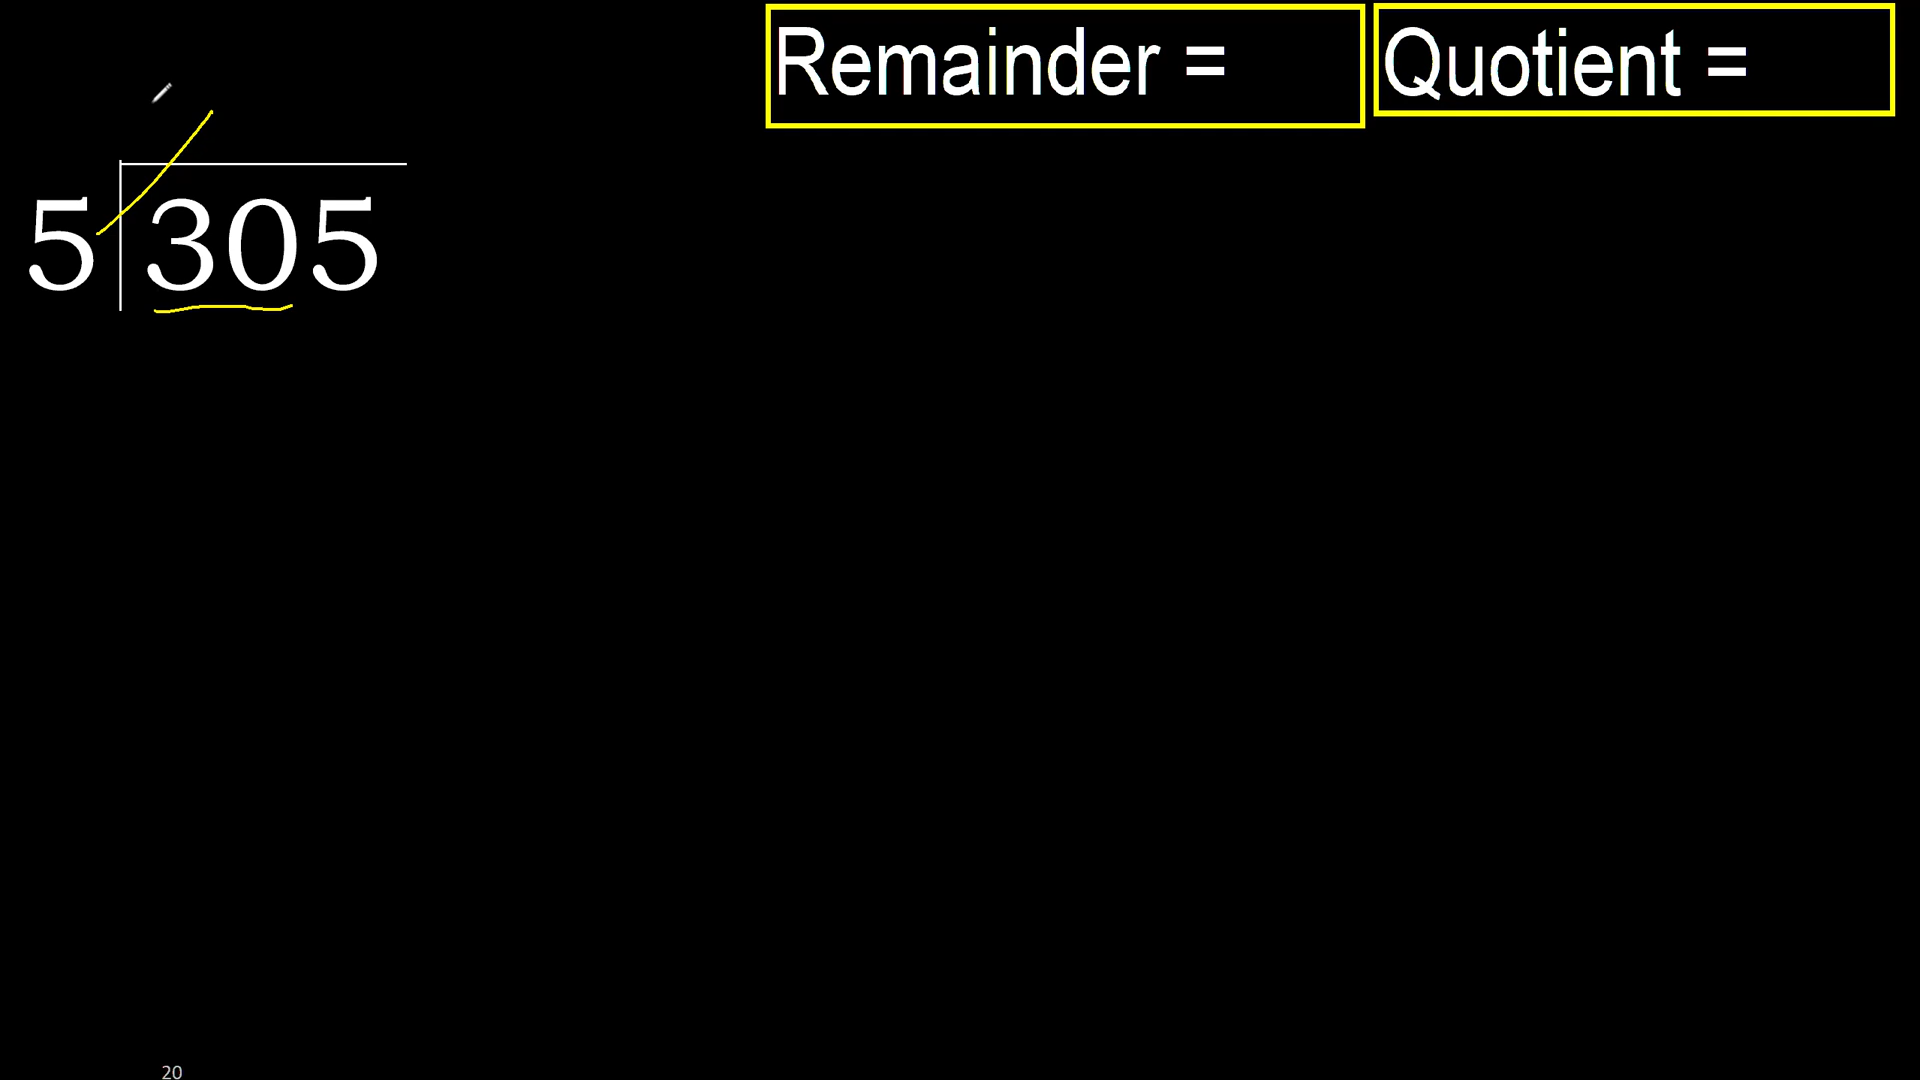 Remainder =
Quotient =
5 305
20